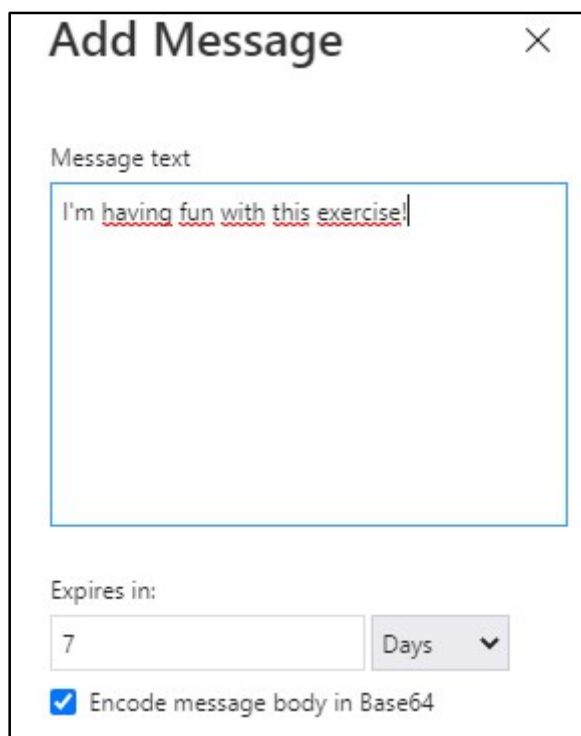 Add Message
Message text
I'm having fun with this exercise!
Expires in:
7 Days
Encode message body in Base64